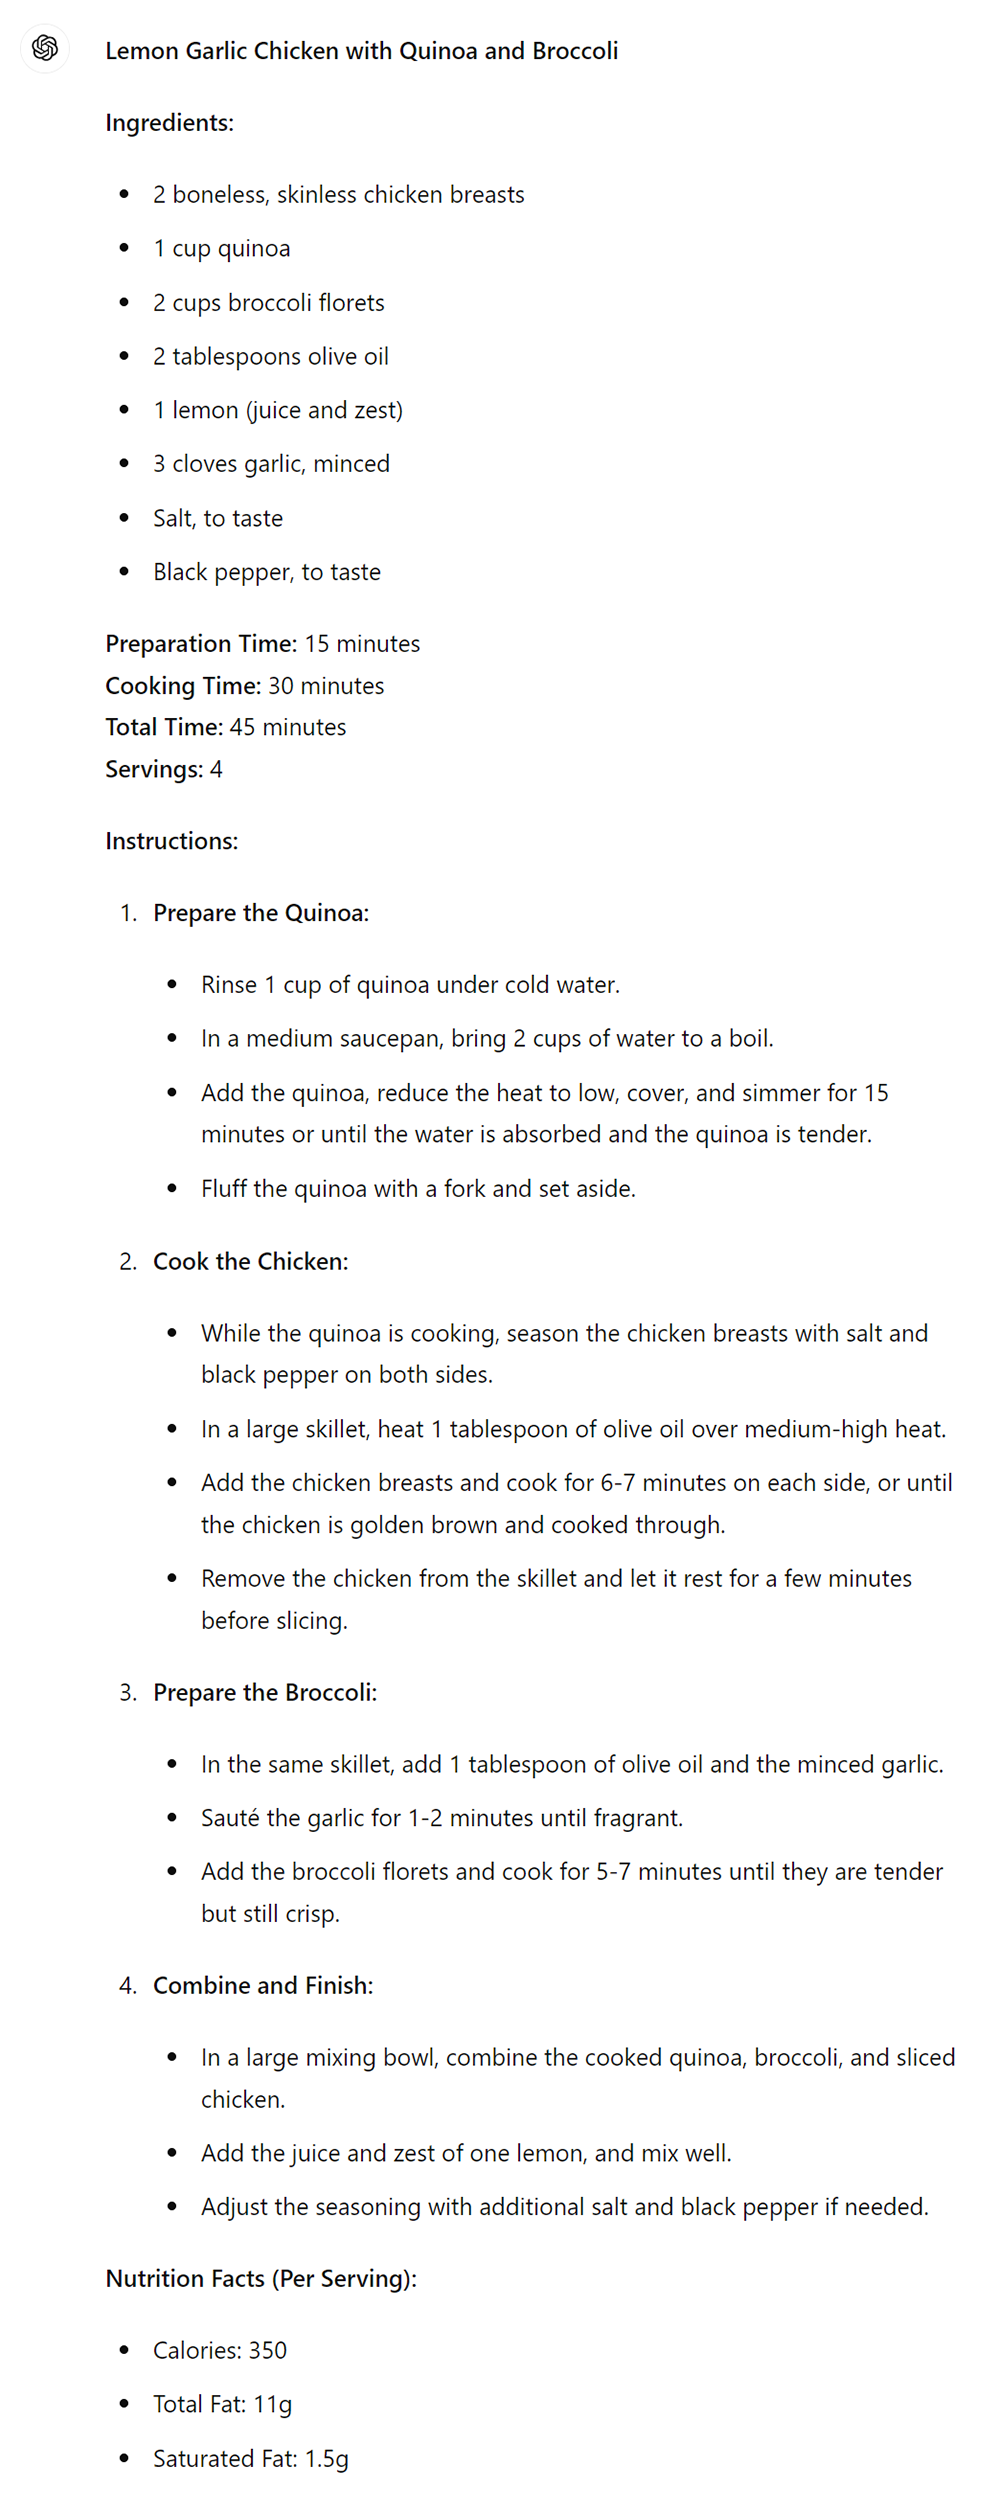 Lemon Garlic Chicken with Quinoa and Broccoli
Ingredients:
2 boneless, skinless chicken breasts
1 cup quinoa
2 cups broccoli florets
2 tablespoons olive oil
1 lemon (juice and zest)
3 cloves garlic, minced
Salt, to taste
Black pepper, to taste
Preparation Time: 15 minutes
Cooking Time: 30 minutes
Total Time: 45 minutes
Servings: 4
Instructions:
1. Prepare the Quinoa:
Rinse 1 cup of quinoa under cold water.
In a medium saucepan, bring 2 cups of water to a boil.
Add the quinoa, reduce the heat to low, cover, and simmer for 15
minutes or until the water is absorbed and the quinoa is tender.
Fluff the quinoa with a fork and set aside.
2. Cook the Chicken:
While the quinoa is cooking, season the chicken breasts with salt and
black pepper on both sides.
In a large skillet, heat 1 tablespoon of olive oil over medium-high heat.
Add the chicken breasts and cook for 6-7 minutes on each side, or until
the chicken is golden brown and cooked through.
Remove the chicken from the skillet and let it rest for a few minutes
before slicing.
3. Prepare the Broccoli:
In the same skillet, add 1 tablespoon of olive oil and the minced garlic.
Sauté the garlic for 1-2 minutes until fragrant.
Add the broccoli florets and cook for 5-7 minutes until they are tender
but still crisp.
4. Combine and Finish:
In a large mixing bowl, combine the cooked quinoa, broccoli, and sliced
chicken.
Add the juice and zest of one lemon, and mix well.
Adjust the seasoning with additional salt and black pepper if needed.
Nutrition Facts (Per Serving):
Calories: 350
Total Fat: 11g
Saturated Fat: 1.5g